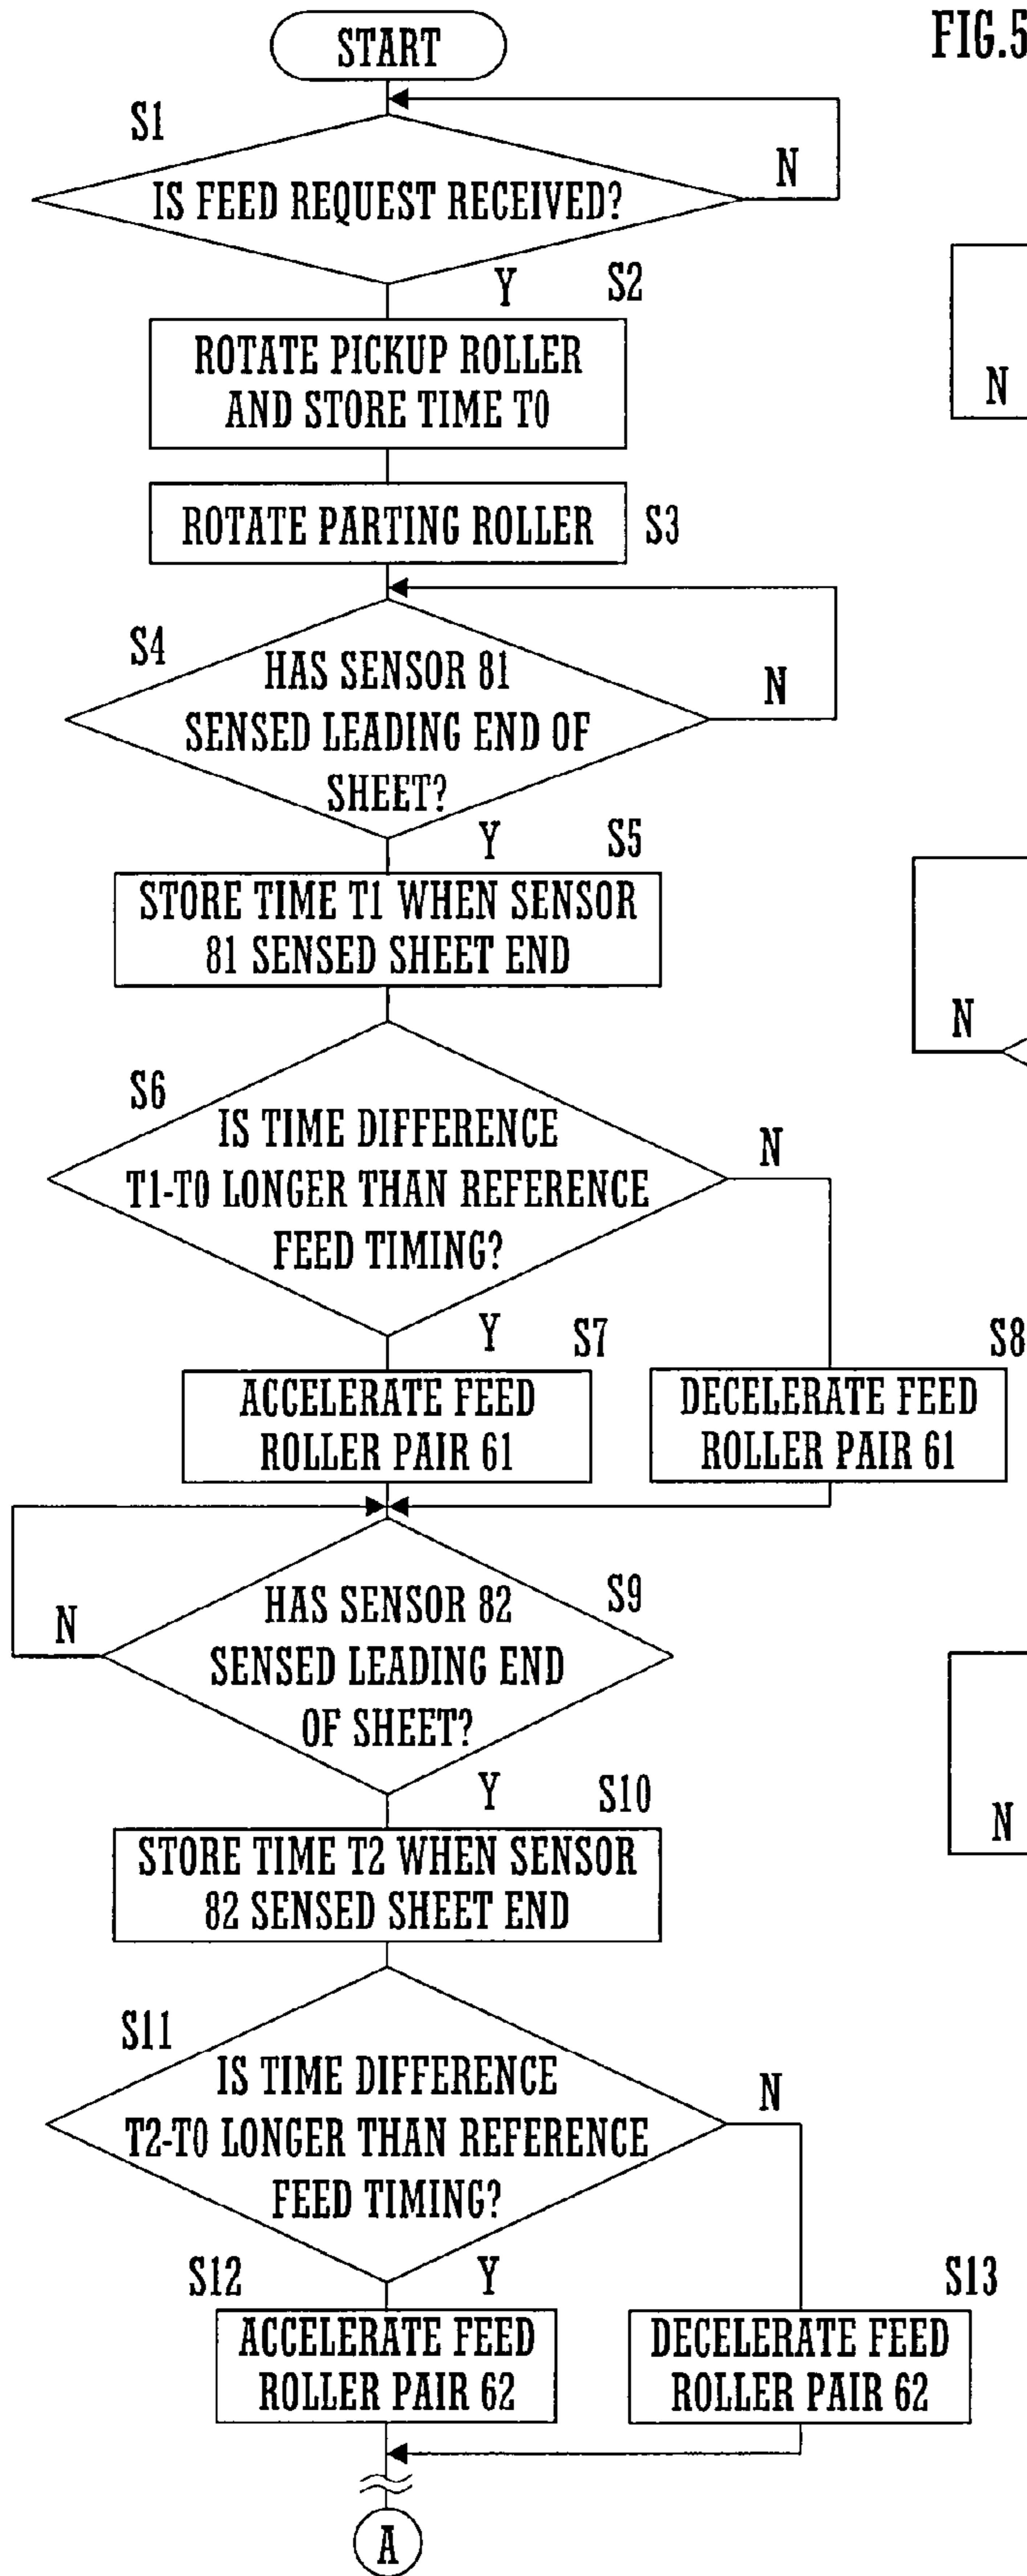 FIG.5
START
S1
IS FEED REQUEST RECEIVED?
N
Y
S2
ROTATE PICKUP ROLLER
AND STORE TIME T0
N
ROTATE PARTING ROLLER
S3
S4
HAS SENSOR 81
SENSED LEADING END OF
SHEET?
N
Y
S5
STORE TIME T1 WHEN SENSOR
81 SENSED SHEET END
N
S6
IS TIME DIFFERENCE
T1-T0 LONGER THAN REFERENCE
FEED TIMING?
N
Y
S7
S8
ACCELERATE FEED
ROLLER PAIR 61
DECELERATE FEED
ROLLER PAIR 61
HAS SENSOR 82
SENSED LEADING END
OF SHEET?
S9
N
Y
S10
N
STORE TIME T2 WHEN SENSOR
82 SENSED SHEET END
S11
IS TIME DIFFERENCE
T2-T0 LONGER THAN REFERENCE
FEED TIMING?
N
S12
Y
S13
ACCELERATE FEED
ROLLER PAIR 62
DECELERATE FEED
ROLLER PAIR 62
A